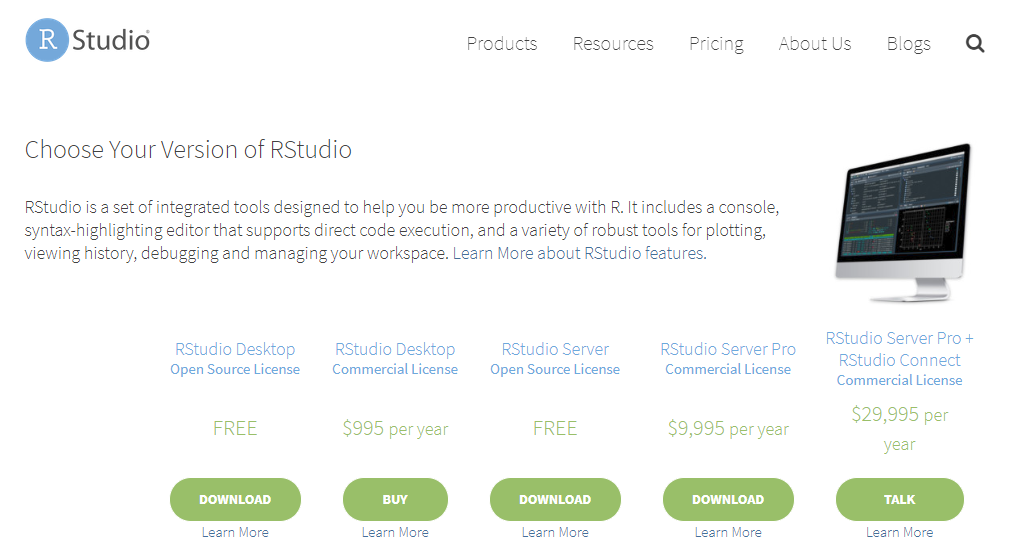 R Studio®
Products Resources Pricing About Us Blogs
Choose Your Version of RStudio
RStudio is a set of integrated tools designed to help you be more productive with R. It includes a console,
syntax-highlighting editor that supports direct code execution, and a variety of robust tools for plotting,
viewing history, debugging and managing your workspace. Learn More about RStudio features.
RStudio Desktop
Open Source License
FREE
DOWNLOAD
Learn More
RStudio Desktop
Commercial License
$995 per year
BUY
Learn More
RStudio Server
Open Source License
FREE
DOWNLOAD
Learn More
RStudio Server Pro
Commercial License
$9,995 per year
DOWNLOAD
Learn More
RStudio Server Pro +
RStudio Connect
Commercial License
$29,995 per
year
TALK
Learn More